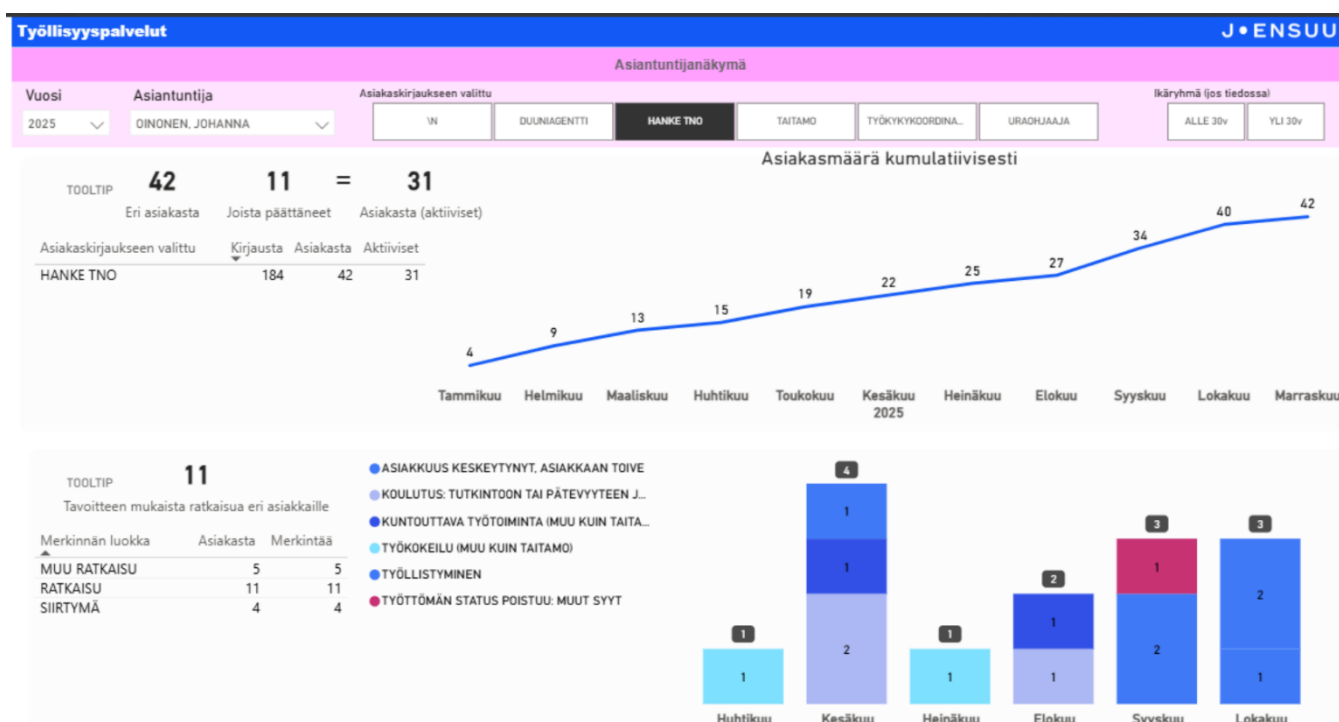 Työllisyyspalvelut
J•ENSUU
Asiantuntijanäkymä
Vuosi
Asiantuntija
Asiakaskirjaukseen valittu
Ikäryhmä (jos tiedossa)
2025
OINONEN, JOHANNA
\N
DUUNIAGENTTI
HANKE TNO
TAITAMO
TYÖKYKYKOORDINA...
URAOHJAAJA
ALLE 30v
YLI 30v
TOOLTIP
42
11
=
31
Eri asiakasta
Joista päättäneet
Asiakasta (aktiiviset)
Asiakaskirjaukseen valittu Kirjausta Asiakasta Aktiiviset
HANKE TNO 184 42 31
Asiakasmäärä kumulatiivisesti
4 9 13 15 19 22 25 27 34 40 42
Tammikuu Helmikuu Maaliskuu Huhtikuu Toukokuu Kesäkuu Heinäkuu Elokuu Syyskuu Lokakuu Marraskuu
2025
TOOLTIP
11
Tavoitteen mukaista ratkaisua eri asiakkaille
Merkinnän luokka Asiakasta Merkintää
MUU RATKAISU 5 5
RATKAISU 11 11
SIIRTYMÄ 4 4
ASIAKKUUS KESKEYTYNYT, ASIAKKAAN TOIVE
KOULUTUS: TUTKINTOON TAI PÄTEVYYTEEN J...
KUNTOUTTAVA TYÖTOIMINTA (MUU KUIN TAITA...
TYÖKOKEILU (MUU KUIN TAITAMO)
TYÖLLISTYMINEN
TYÖTTÖMÄN STATUS POISTUU: MUUT SYYT
1
1
4
1
1
2
1
1
2
1
1
3
1
2
3
2
1
Huhtikuu Kesäkuu Heinäkuu Elokuu Syyskuu Lokakuu